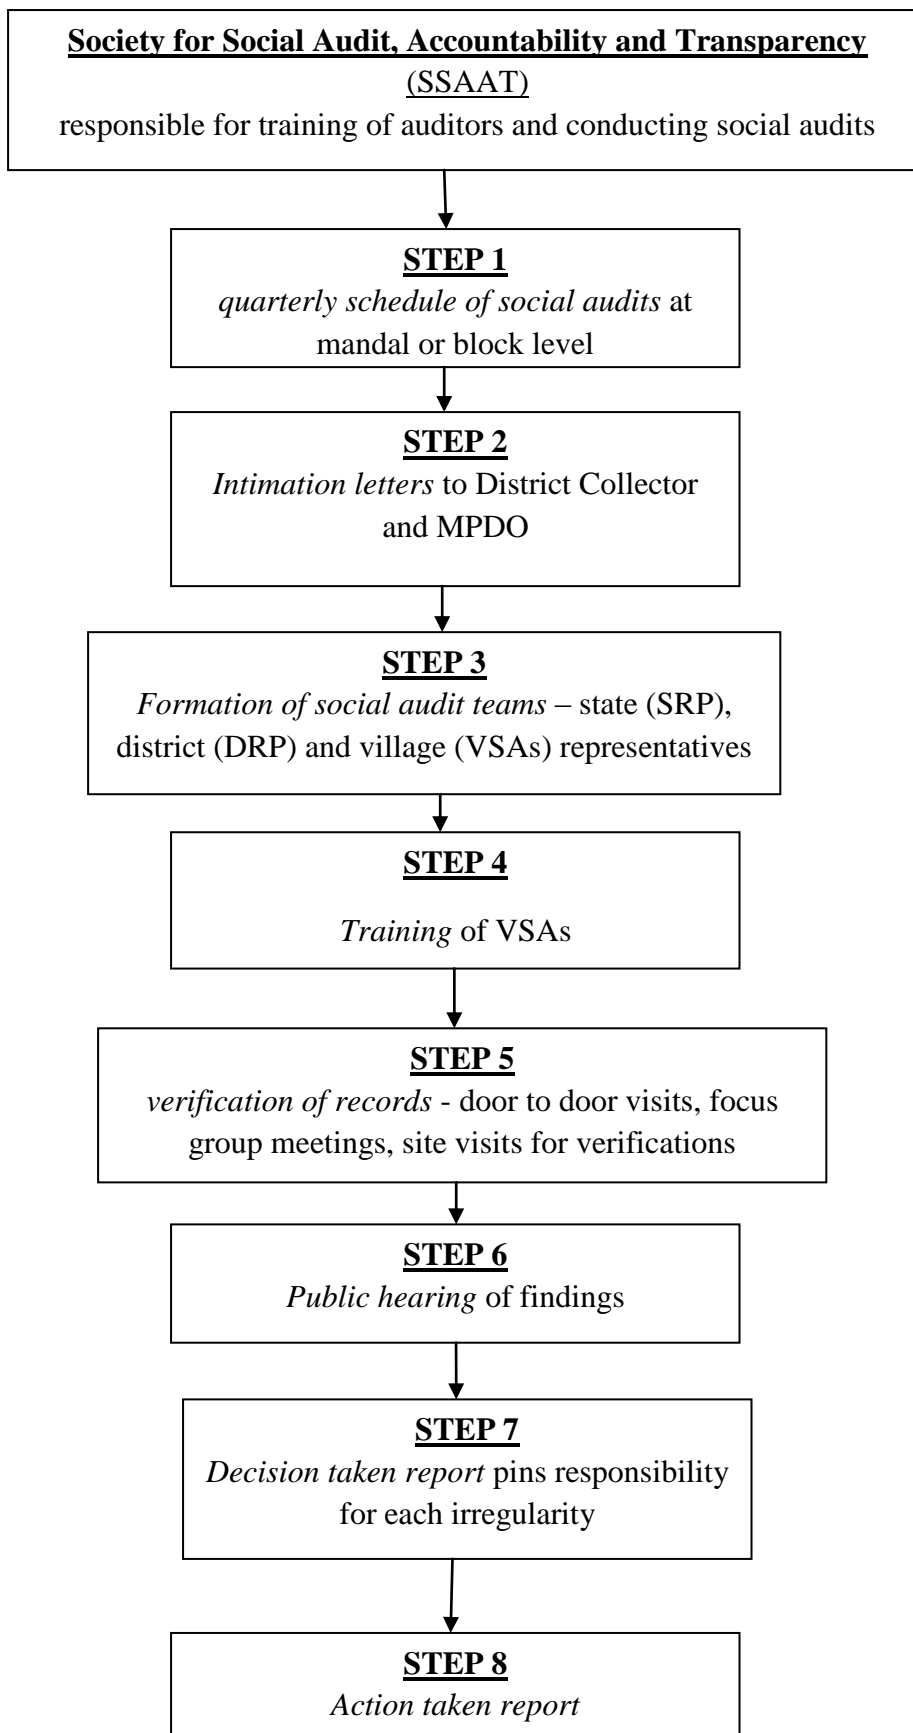 Society for Social Audit, Accountability and Transparency
(SSAAT)
responsible for training of auditors and conducting social audits
STEP 1
quarterly schedule of social audits at
mandal or block level
STEP 2
Intimation letters to District Collector
and MPDO
STEP 3
Formation of social audit teams – state (SRP),
district (DRP) and village (VSAs) representatives
STEP 4
Training of VSAs
STEP 5
verification of records - door to door visits, focus
group meetings, site visits for verifications
STEP 6
Public hearing of findings
STEP 7
Decision taken report pins responsibility
for each irregularity
STEP 8
Action taken report